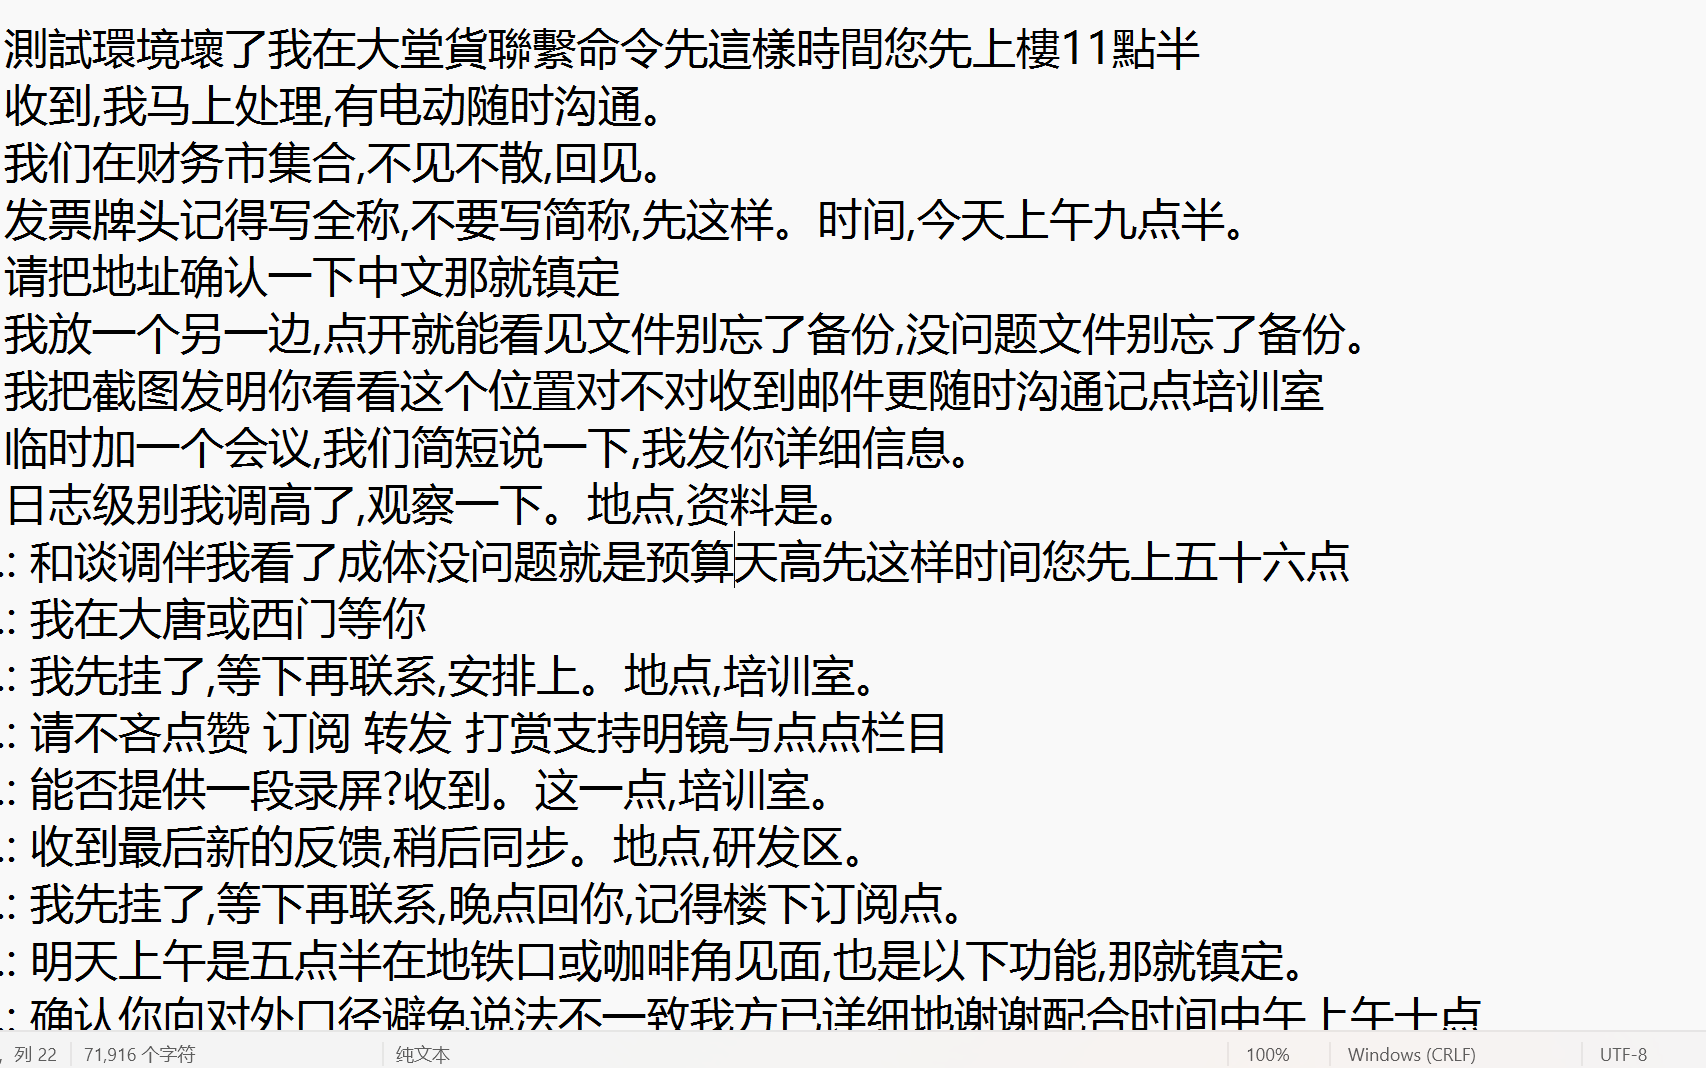 測試環境壞了我在大堂貨聯繫命令先這樣時間您先上樓11點半
收到,我马上处理,有电动随时沟通。
我们在财务市集合,不见不散,回见。
发票牌头记得写全称,不要写简称,先这样。时间,今天上午九点半。
请把地址确认一下中文那就镇定
我放一个另一边,点开就能看见文件别忘了备份,没问题文件别忘了备份。
我把截图发明你看看这个位置对不对收到邮件更随时沟通记点培训室
临时加一个会议,我们简短说一下,我发你详细信息。
日志级别我调高了,观察一下。地点,资料是。
.: 和谈调伴我看了成体没问题就是预算天高先这样时间您先上五十六点
.: 我在大唐或西门等你
.: 我先挂了,等下再联系,安排上。地点,培训室。
.: 请不吝点赞 订阅 转发 打赏支持明镜与点点栏目
.: 能否提供一段录屏?收到。这一点,培训室。
.: 收到最后新的反馈,稍后同步。地点,研发区。
.: 我先挂了,等下再联系,晚点回你,记得楼下订阅点。
.: 明天上午是五点半在地铁口或咖啡角见面,也是以下功能,那就镇定。
.: 确认你向对外口径避免说法不一致我方已详细地谢谢配合时间中午上午十点
, 列 22 71,916 个字符 纯文本 100% Windows (CRLF) UTF-8